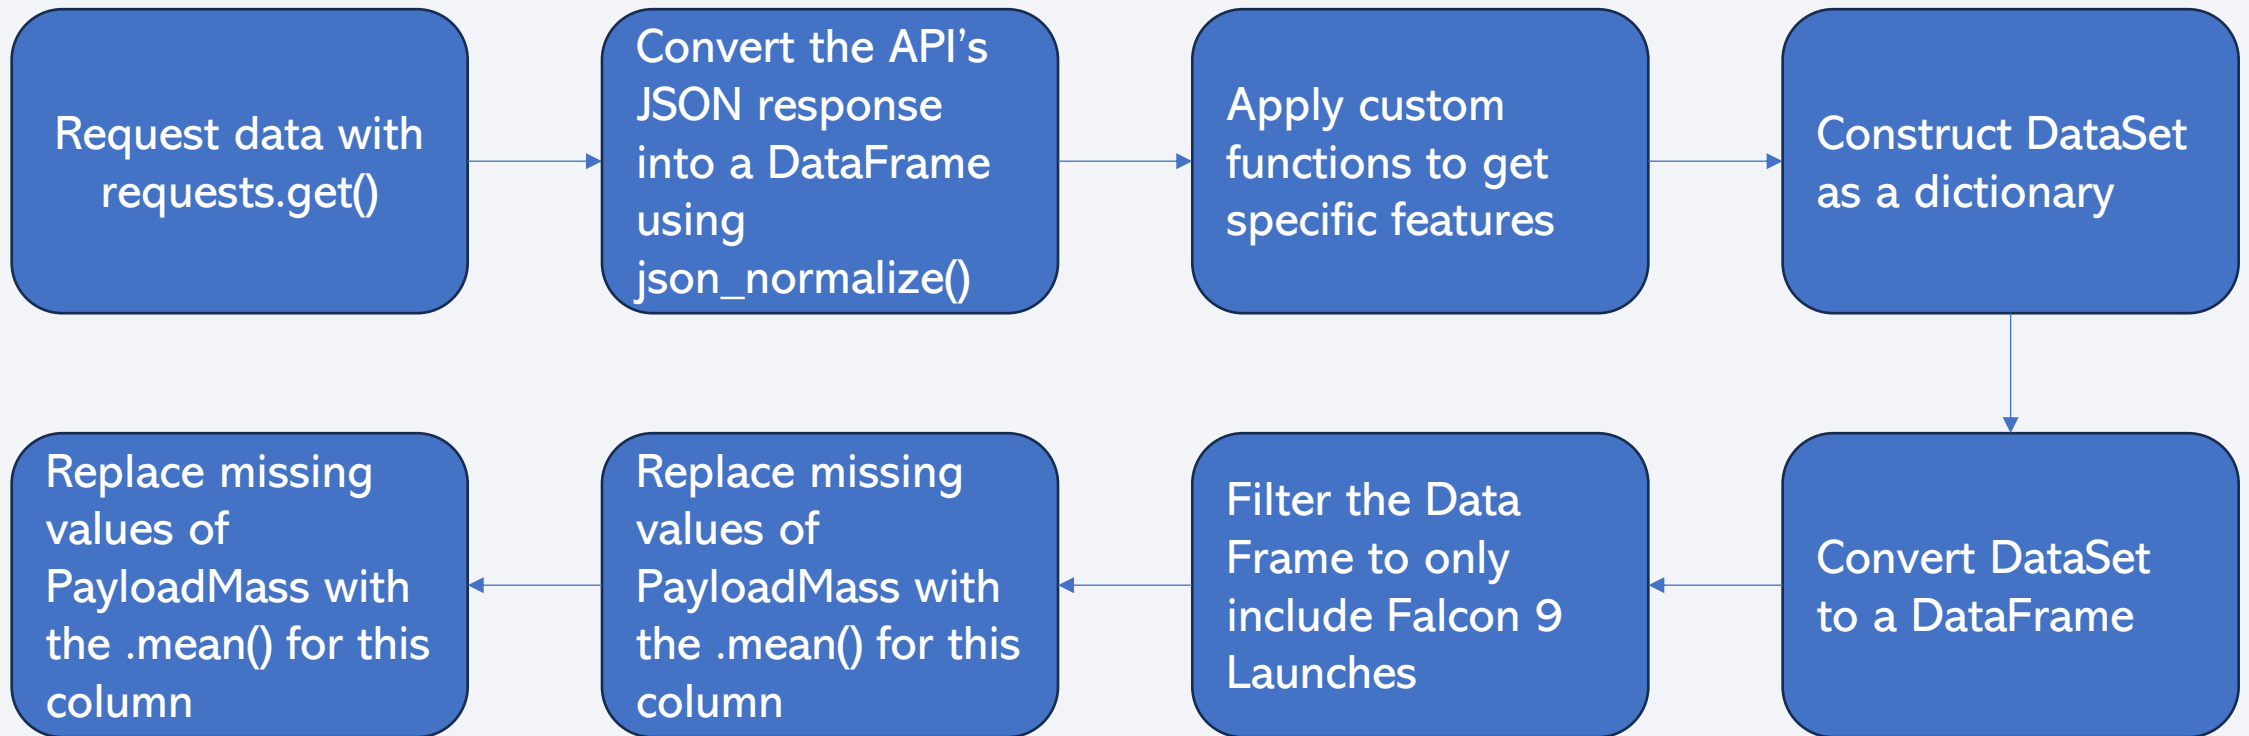 Request data with
requests.get()
Convert the API's
JSON response
into a DataFrame
using
json_normalize()
Apply custom
functions to get
specific features
Construct DataSet
as a dictionary
Convert DataSet
to a DataFrame
Filter the Data
Frame to only
include Falcon 9
Launches
Replace missing
values of
PayloadMass with
the .mean() for this
column
Replace missing
values of
PayloadMass with
the .mean() for this
column